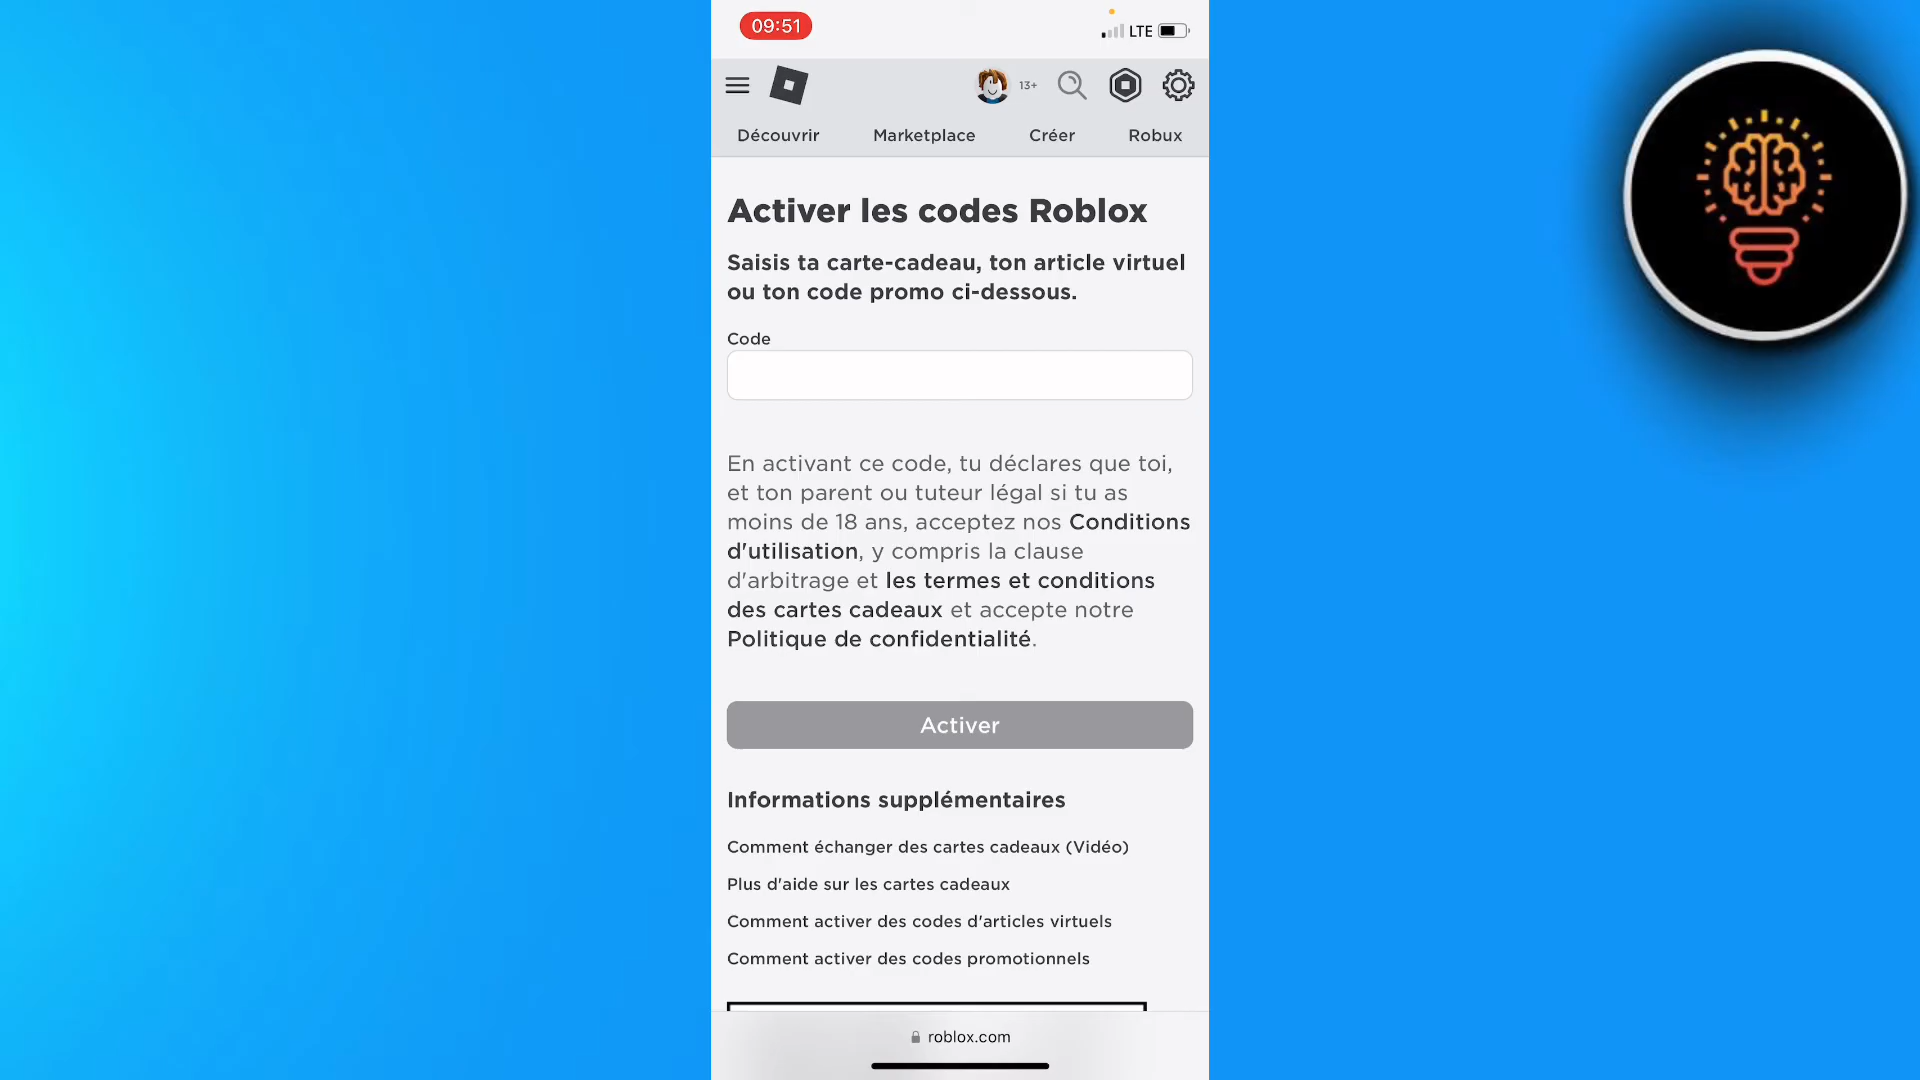 09:51
LTE
13+
Découvrir Marketplace Créer Robux
Activer les codes Roblox
Saisis ta carte-cadeau, ton article virtuel
ou ton code promo ci-dessous.
Code
En activant ce code, tu déclares que toi,
et ton parent ou tuteur légal si tu as
moins de 18 ans, acceptez nos Conditions
d'utilisation, y compris la clause
d'arbitrage et les termes et conditions
des cartes cadeaux et accepte notre
Politique de confidentialité.
Activer
Informations supplémentaires
Comment échanger des cartes cadeaux (Vidéo)
Plus d'aide sur les cartes cadeaux
Comment activer des codes d'articles virtuels
Comment activer des codes promotionnels
roblox.com